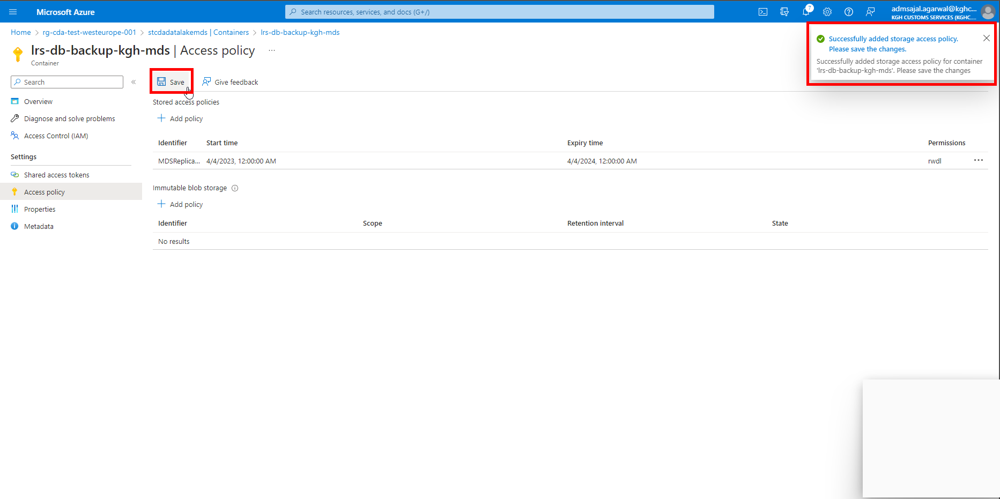 Microsoft Azure
Search resources, services, and docs (G+/)
7
admsajal.agarwal@kghc...
KGH CUSTOMS SERVICES (KGHC....
Home > rg-cda-test-westeurope-001 > stcdadatalakemds | Containers > lrs-db-backup-kgh-mds
lrs-db-backup-kgh-mds | Access policy ...
Container
Successfully added storage access policy.
Please save the changes.
Successfully added storage access policy for container
'lrs-db-backup-kgh-mds'. Please save the changes
Search
«
Save
Give feedback
Overview
Diagnose and solve problems
Access Control (IAM)
Settings
Shared access tokens
Access policy
Properties
Metadata
Stored access policies
Add policy
Identifier Start time Expiry time Permissions
MDSReplica... 4/4/2023, 12:00:00 AM 4/4/2024, 12:00:00 AM rwdl ...
Immutable blob storage
Add policy
Identifier Scope Retention interval State
No results